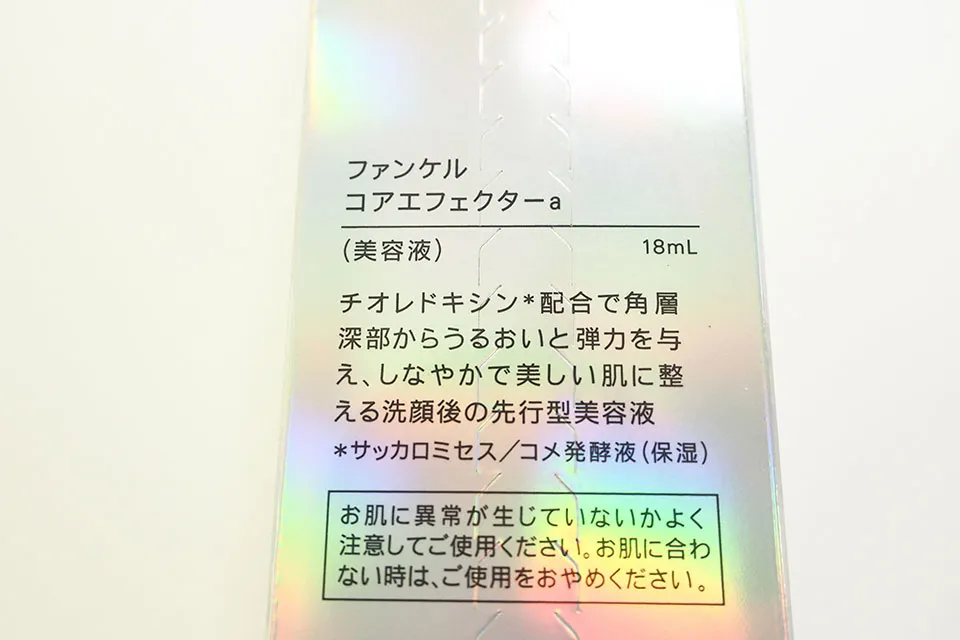 ファンケル
コアエフェクターa
(美容液) 18mL
チオレドキシン*配合で角層
深部からうるおいと弾力を与
え、しなやかで美しい肌に整
える洗顔後の先行型美容液
*サッカロミセス/コメ発酵液(保湿)
お肌に異常が生じていないかよく
注意してご使用ください。お肌に合わ
ない時は、ご使用をおやめください。